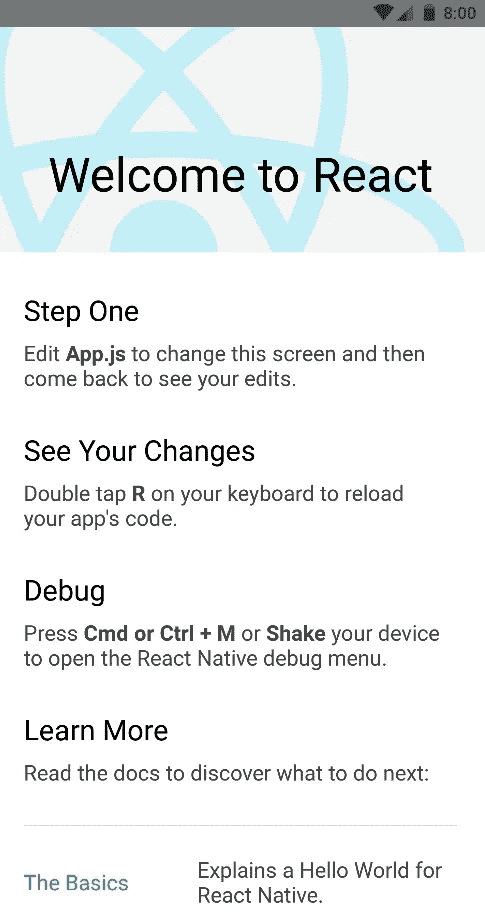 8:00
Welcome to React
Step One
Edit App.js to change this screen and then
come back to see your edits.
See Your Changes
Double tap R on your keyboard to reload
your app's code.
Debug
Press Cmd or Ctrl + M or Shake your device
to open the React Native debug menu.
Learn More
Read the docs to discover what to do next:
The Basics
Explains a Hello World for
React Native.